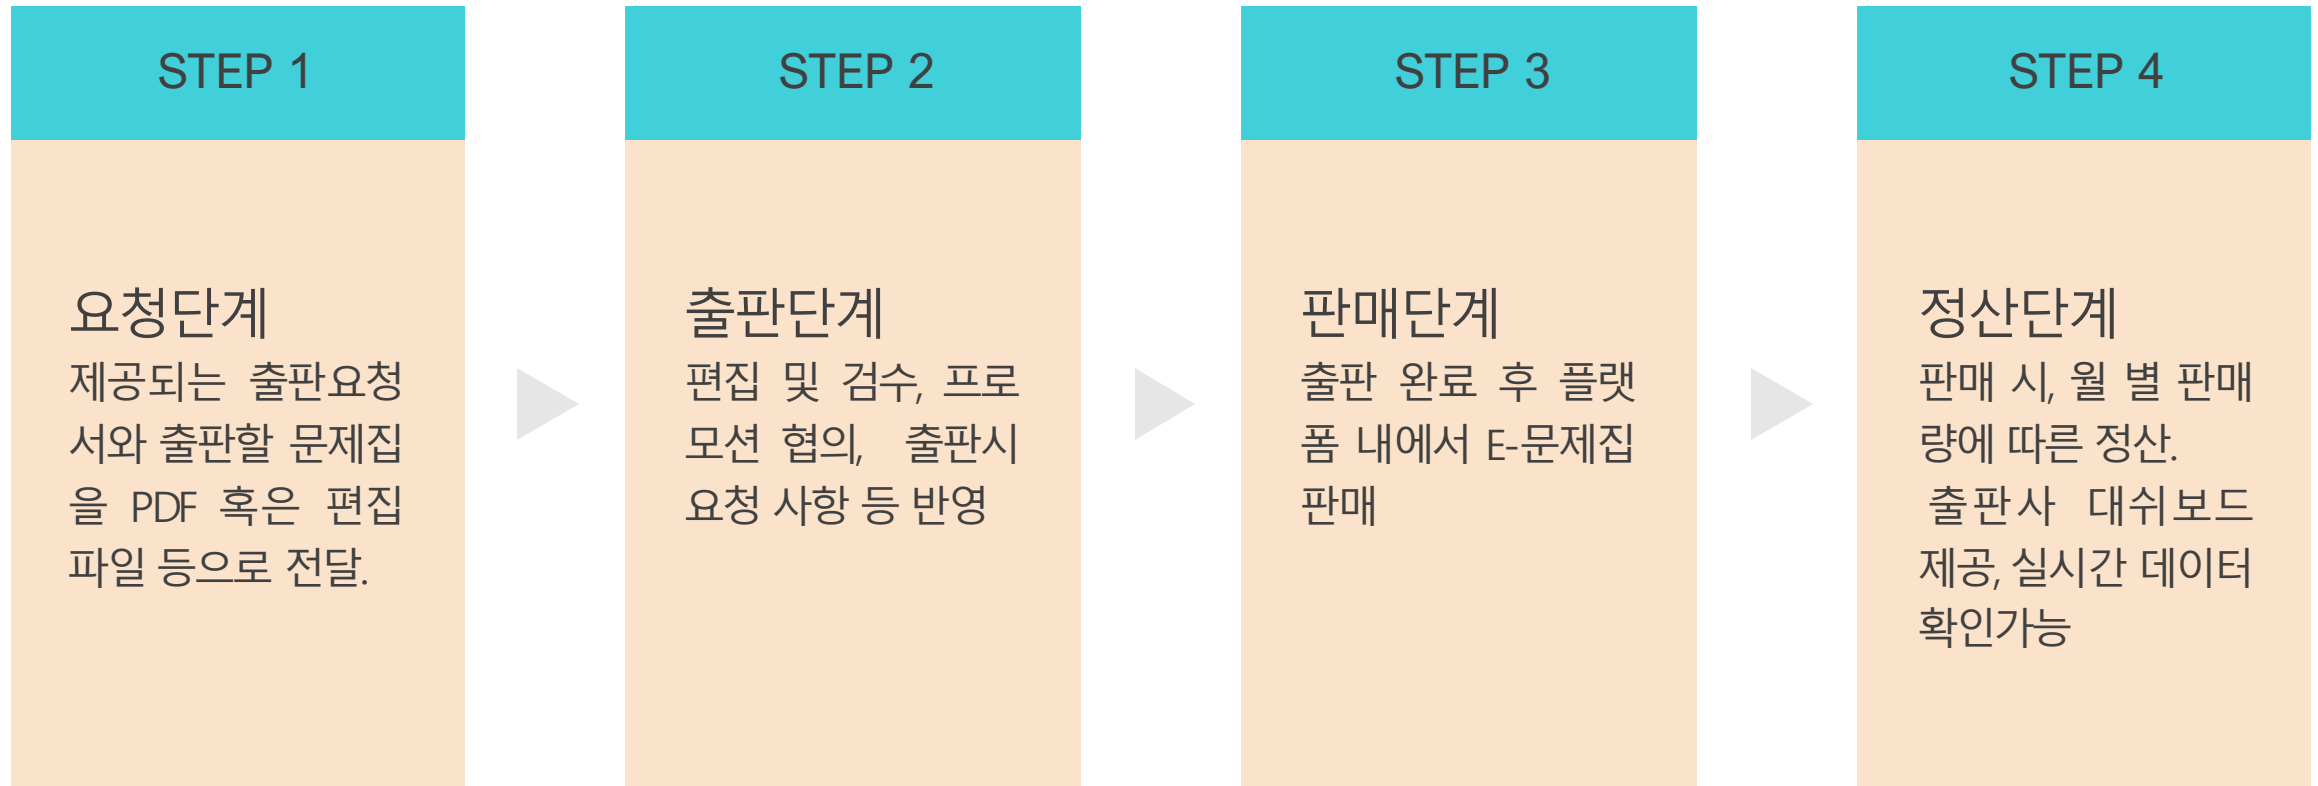 STEP 1
요청단계
제공되는 출판요청
서와 출판할 문제집
을 PDF 혹은 편집
파일 등으로 전달.
STEP 2
출판단계
편집 및 검수, 프로
모션 협의, 출판시
요청 사항 등 반영
STEP 3
판매단계
출판 완료 후 플랫
폼 내에서 E-문제집
판매
STEP 4
정산단계
판매 시, 월 별 판매
량에 따른 정산.
출판사 대쉬보드
제공, 실시간 데이터
확인가능